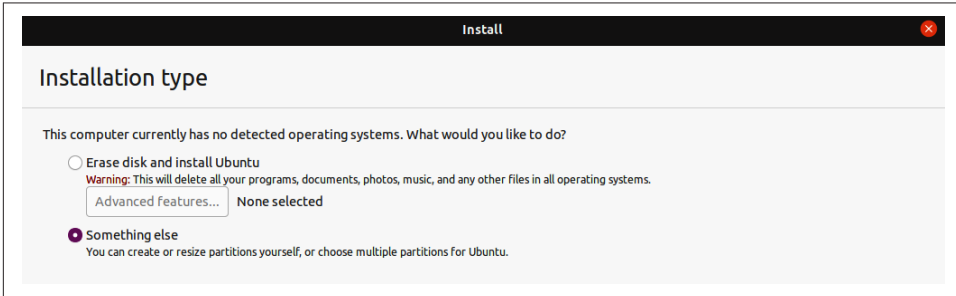 Install
Installation type
This computer currently has no detected operating systems. What would you like to do?
Erase disk and install Ubuntu
Warning: This will delete all your programs, documents, photos, music, and any other files in all operating systems.
Advanced features... None selected
Something else
You can create or resize partitions yourself, or choose multiple partitions for Ubuntu.